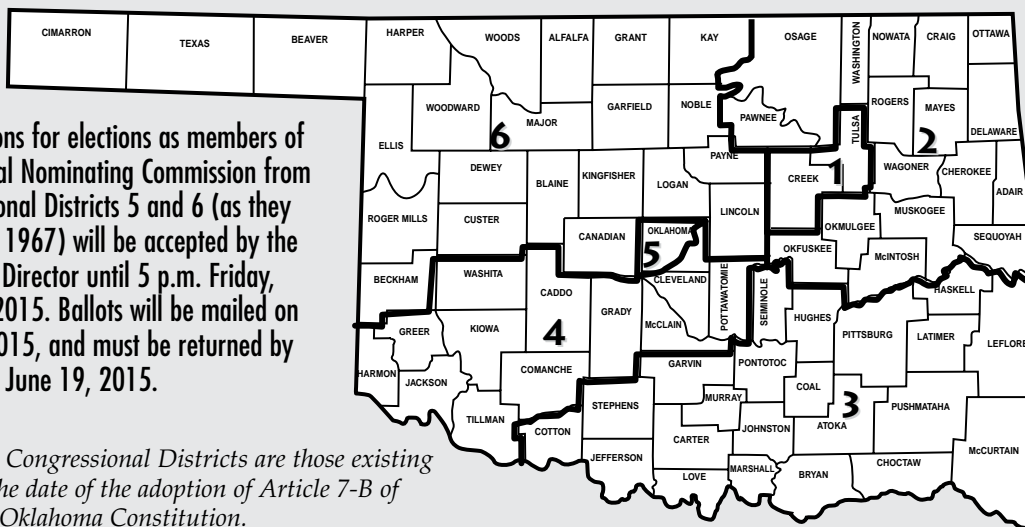 CIMARRON
TEXAS
BEAVER
HARPER
WOODS
ALFALFA
GRANT
KAY
OSAGE
WASHINGTON
NOWATA
CRAIG
OTTAWA
WOODWARD
MAJOR
GARFIELD
NOBLE
PAWNEE
TULSA
ROGERS
MAYES
DELAWARE
6
2
ELLIS
DEWEY
BLAINE
KINGFISHER
LOGAN
PAYNE
CREEK
1
WAGONER
CHEROKEE
ADAIR
ROGER MILLS
CUSTER
CANADIAN
OKLAHOMA
5
LINCOLN
OKMULGEE
MUSKOGEE
SEQUOYAH
OKFUSKEE
McINTOSH
BECKHAM
WASHITA
CADDO
CLEVELAND
POTTAWATOMIE
SEMINOLE
HASKELL
GREER
KIOWA
GRADY
McCLAIN
HUGHES
PITTSBURG
LATIMER
LEFLORE
4
HARMON
JACKSON
COMANCHE
GARVIN
PONTOTOC
COAL
TILLMAN
COTTON
STEPHENS
MURRAY
JOHNSTON
ATOKA
3
PUSHMATAHA
McCURTAIN
JEFFERSON
CARTER
LOVE
MARSHALL
BRYAN
CHOCTAW
ons for elections as members of
al Nominating Commission from
onal Districts 5 and 6 (as they
1967) will be accepted by the
Director until 5 p.m. Friday,
2015. Ballots will be mailed on
015, and must be returned by
June 19, 2015.
Congressional Districts are those existing
he date of the adoption of Article 7-B of
Oklahoma Constitution.